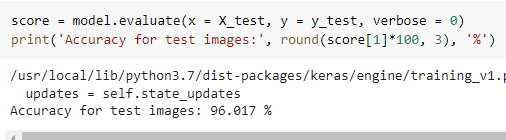 score = model.evaluate(x = X_test, y = y_test, verbose = 0)
print('Accuracy for test images:', round(score[1]*100, 3), '%')
/usr/local/lib/python3.7/dist-packages/keras/engine/training_v1.p
updates = self.state_updates
Accuracy for test images: 96.017 %